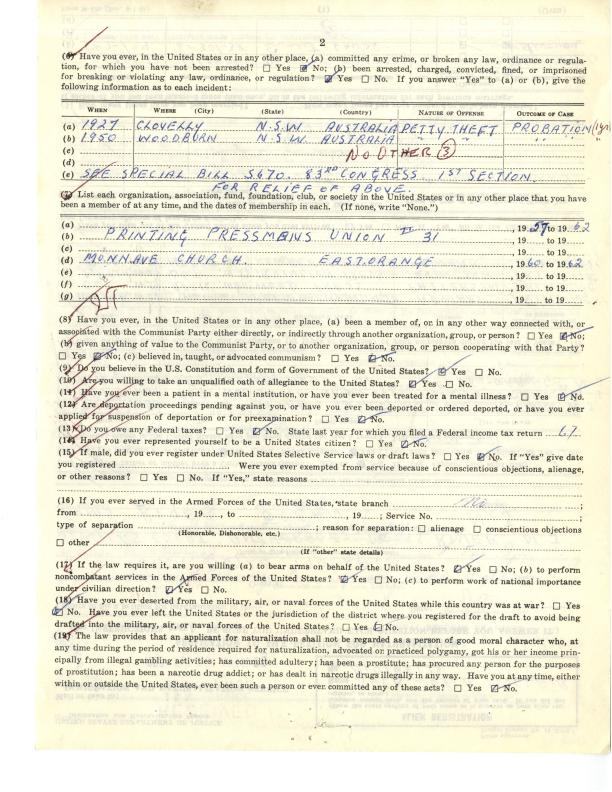 2
(6) Have you ever, in the United States or in any other place, (a) committed any crime, or broken any law, ordinance or regula-
tion, for which you have not been arrested? ☐ Yes ☑ No; (b) been arrested, charged, convicted, fined, or imprisoned
for breaking or violating any law, ordinance, or regulation? ☑ Yes ☐ No. If you answer "Yes" to (a) or (b), give the
following information as to each incident:
WHEN WHERE (City) (State) (Country) NATURE OF OFFENSE OUTCOME OF CASE
(a) 1927 CLOVELLY N.S.W. AUSTRALIA PETTY THEFT PROBATION
(b) 1950 WOODBURN N.S.W. AUSTRALIA " "
(c) NO OTHER (3)
(d)
(e) SEE SPECIAL BILL S.670. 83RD CONGRESS. 1ST SECTION.
FOR RELIEF OF ABOVE.
(7) List each organization, association, fund, foundation, club, or society in the United States or in any other place that you have
been a member of at any time, and the dates of membership in each. (If none, write "None.")
(a) , 19 57 to 19 62
(b) PRINTING PRESSMENS UNION 31 , 19 to 19
(c) , 19 to 19
(d) MUNNAVE CHURCH EAST.ORANGE , 19 60 to 19 62
(e) , 19 to 19
(f) , 19 to 19
(g) , 19 to 19
(8) Have you ever, in the United States or in any other place, (a) been a member of, or in any other way connected with, or
associated with the Communist Party either directly, or indirectly through another organization, group, or person? ☐ Yes ☑ No;
(b) given anything of value to the Communist Party, or to another organization, group, or person cooperating with that Party?
☐ Yes ☑ No; (c) believed in, taught, or advocated communism? ☐ Yes ☑ No.
(9) Do you believe in the U.S. Constitution and form of Government of the United States? ☑ Yes ☐ No.
(10) Are you willing to take an unqualified oath of allegiance to the United States? ☑ Yes ☐ No.
(11) Have you ever been a patient in a mental institution, or have you ever been treated for a mental illness? ☐ Yes ☑ No.
(12) Are deportation proceedings pending against you, or have you ever been deported or ordered deported, or have you ever
applied for suspension of deportation or for preexamination? ☐ Yes ☑ No.
(13) Do you owe any Federal taxes? ☐ Yes ☑ No. State last year for which you filed a Federal income tax return 67
(14) Have you ever represented yourself to be a United States citizen? ☐ Yes ☑ No.
(15) If male, did you ever register under United States Selective Service laws or draft laws? ☐ Yes ☑ No. If "Yes" give date
you registered Were you ever exempted from service because of conscientious objections, alienage,
or other reasons? ☐ Yes ☐ No. If "Yes," state reasons
(16) If you ever served in the Armed Forces of the United States, state branch No ;
from , 19 , to , 19 ; Service No. ;
type of separation ; reason for separation: ☐ alienage ☐ conscientious objections
(Honorable, Dishonorable, etc.)
☐ other
(If "other" state details)
(17) If the law requires it, are you willing (a) to bear arms on behalf of the United States? ☑ Yes ☐ No; (b) to perform
noncombatant services in the Armed Forces of the United States? ☑ Yes ☐ No; (c) to perform work of national importance
under civilian direction? ☑ Yes ☐ No.
(18) Have you ever deserted from the military, air, or naval forces of the United States while this country was at war? ☐ Yes
☑ No. Have you ever left the United States or the jurisdiction of the district where you registered for the draft to avoid being
drafted into the military, air, or naval forces of the United States? ☐ Yes ☑ No.
(19) The law provides that an applicant for naturalization shall not be regarded as a person of good moral character who, at
any time during the period of residence required for naturalization, advocated or practiced polygamy, got his or her income prin-
cipally from illegal gambling activities; has committed adultery; has been a prostitute; has procured any person for the purposes
of prostitution; has been a narcotic drug addict; or has dealt in narcotic drugs illegally in any way. Have you at any time, either
within or outside the United States, ever been such a person or ever committed any of these acts? ☐ Yes ☑ No.